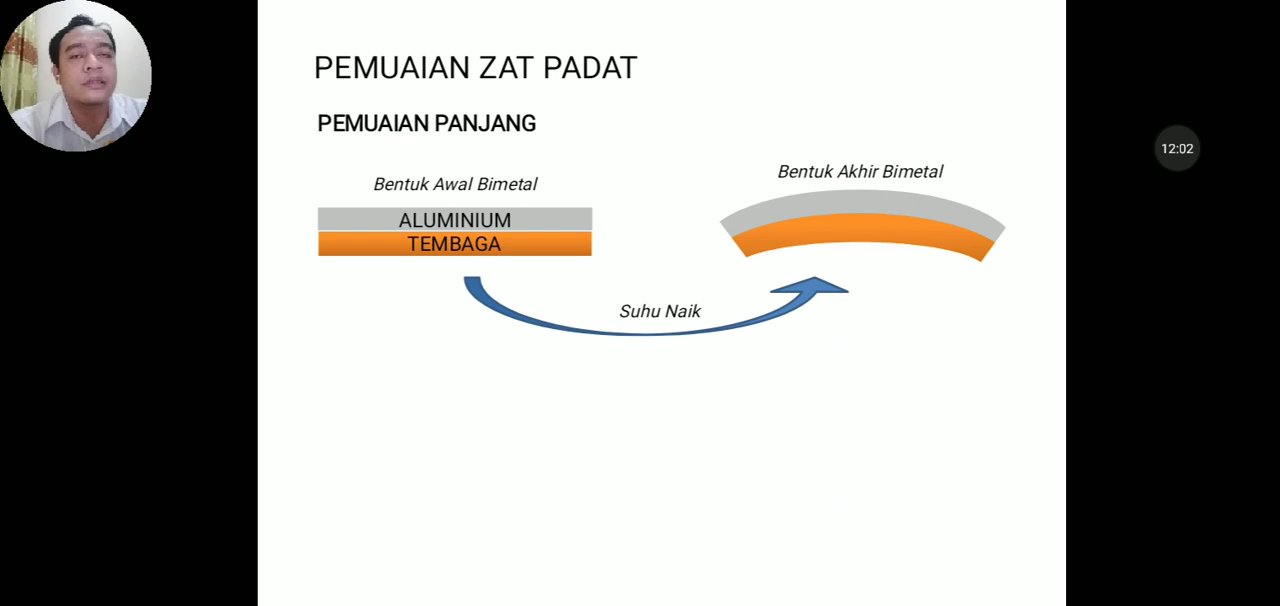 PEMUAIAN ZAT PADAT
PEMUAIAN PANJANG
Bentuk Awal Bimetal
Bentuk Akhir Bimetal
ALUMINIUM
TEMBAGA
Suhu Naik
12:02